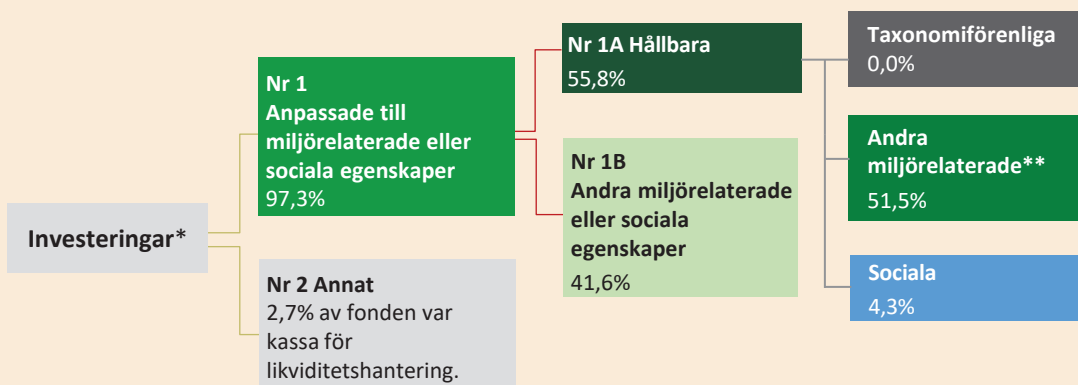 Investeringar*
Nr 1
Anpassade till
miljörelaterade eller
sociala egenskaper
97,3%
Nr 2 Annat
2,7% av fonden var
kassa för
likviditetshantering.
Nr 1A Hållbara
55,8%
Nr 1B
Andra miljörelaterade
eller sociala
egenskaper
41,6%
Taxonomiförenliga
0,0%
Andra
miljörelaterade**
51,5%
Sociala
4,3%